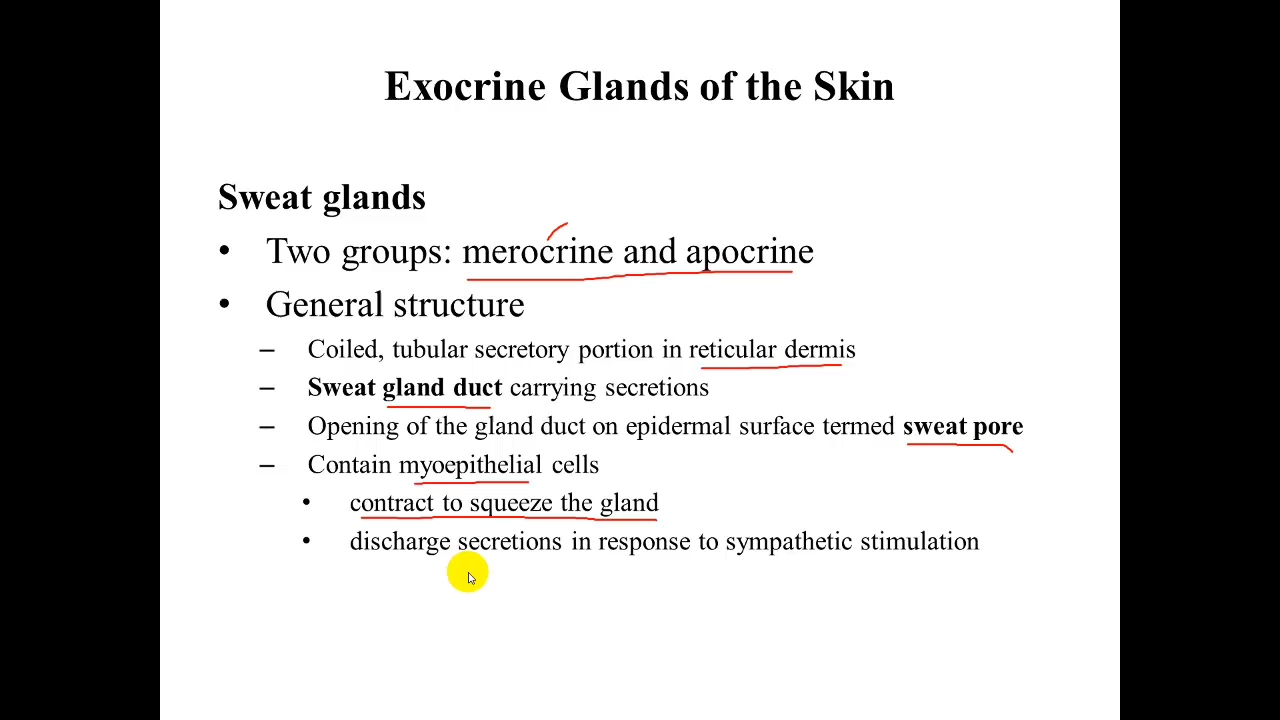 Exocrine Glands of the Skin
Sweat glands
• Two groups: merocrine and apocrine
• General structure
– Coiled, tubular secretory portion in reticular dermis
– Sweat gland duct carrying secretions
– Opening of the gland duct on epidermal surface termed sweat pore
– Contain myoepithelial cells
• contract to squeeze the gland
• discharge secretions in response to sympathetic stimulation